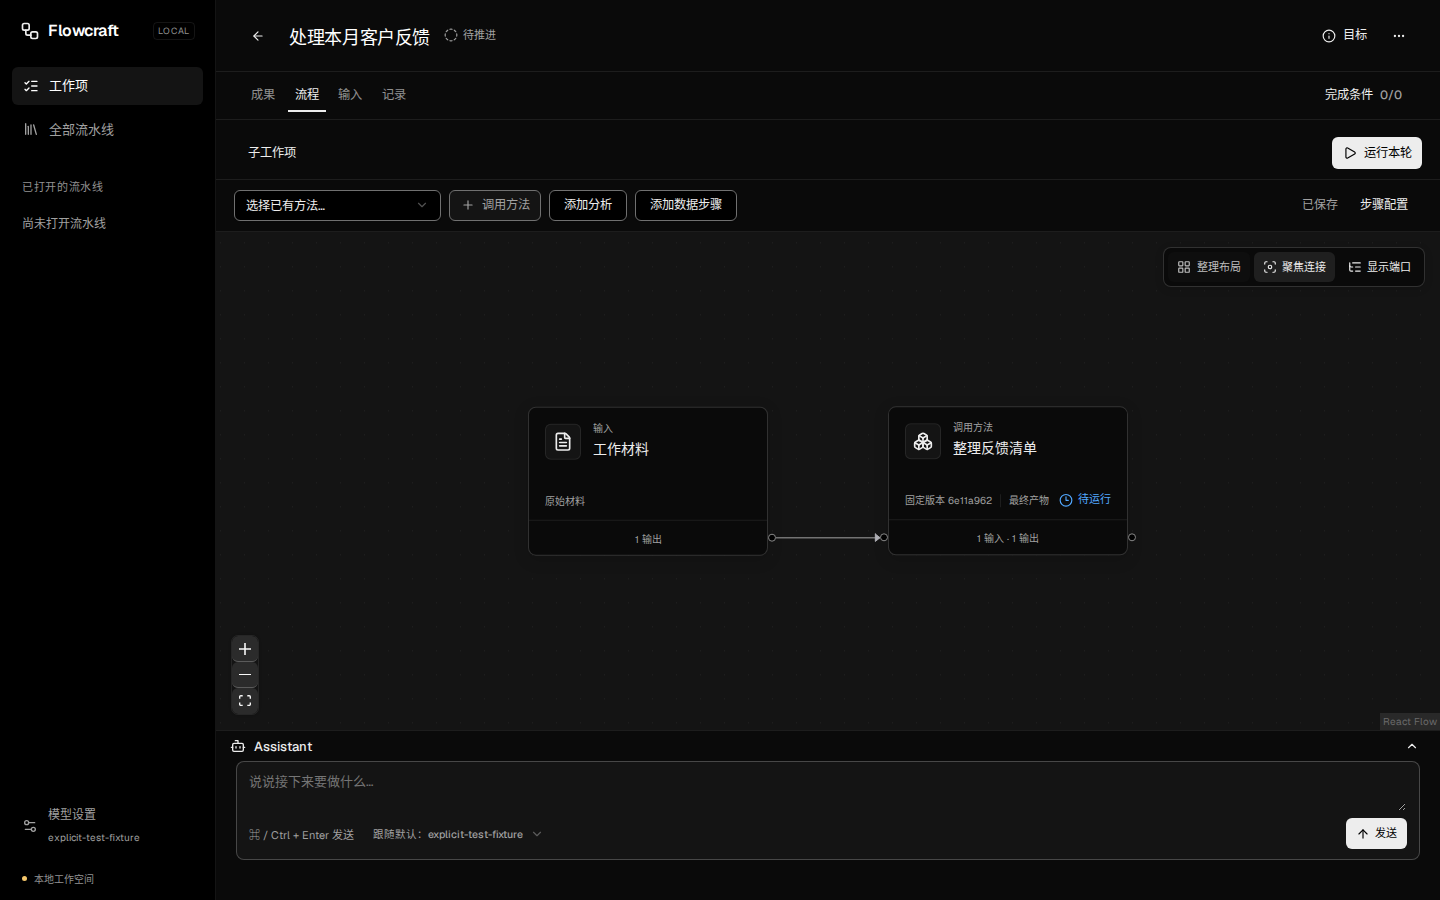 Flowcraft
LOCAL
工作项
全部流水线
已打开的流水线
尚未打开流水线
模型设置
explicit-test-fixture
本地工作空间
处理本月客户反馈
待推进
目标
成果
流程
输入
记录
完成条件 0/0
子工作项
运行本轮
选择已有方法...
调用方法
添加分析
添加数据步骤
已保存
步骤配置
整理布局
聚焦连接
显示端口
输入
工作材料
原始材料
1 输出
调用方法
整理反馈清单
固定版本 6e11a962
最终产物
待运行
1 输入 · 1 输出
React Flow
Assistant
说说接下来要做什么...
⌘ / Ctrl + Enter 发送
跟随默认：explicit-test-fixture
发送